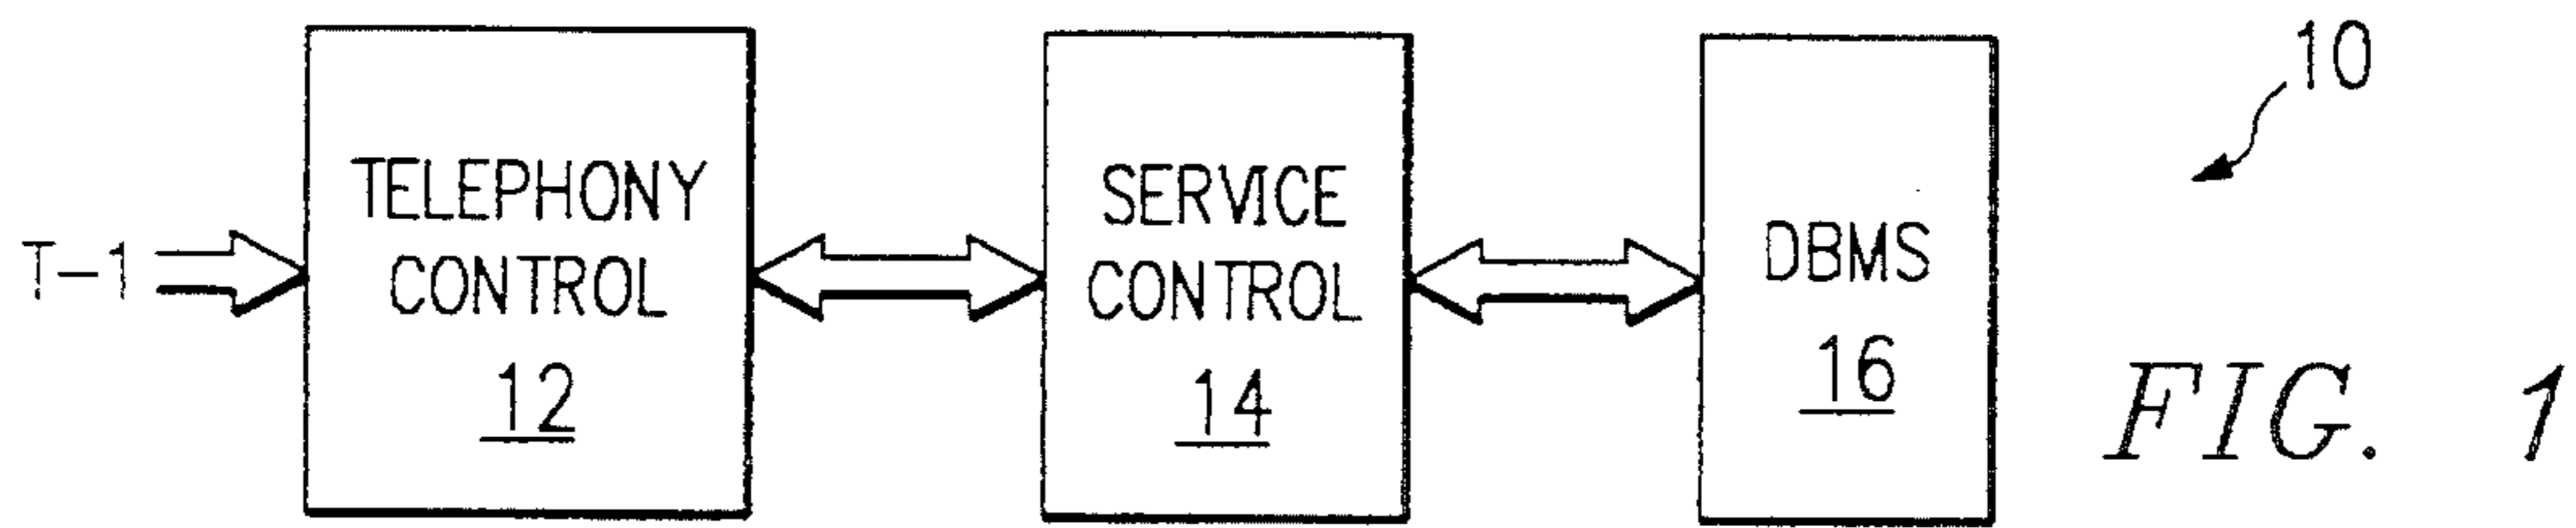 T-1
TELEPHONY
CONTROL
12
SERVICE
CONTROL
14
DBMS
16
10
FIG. 1